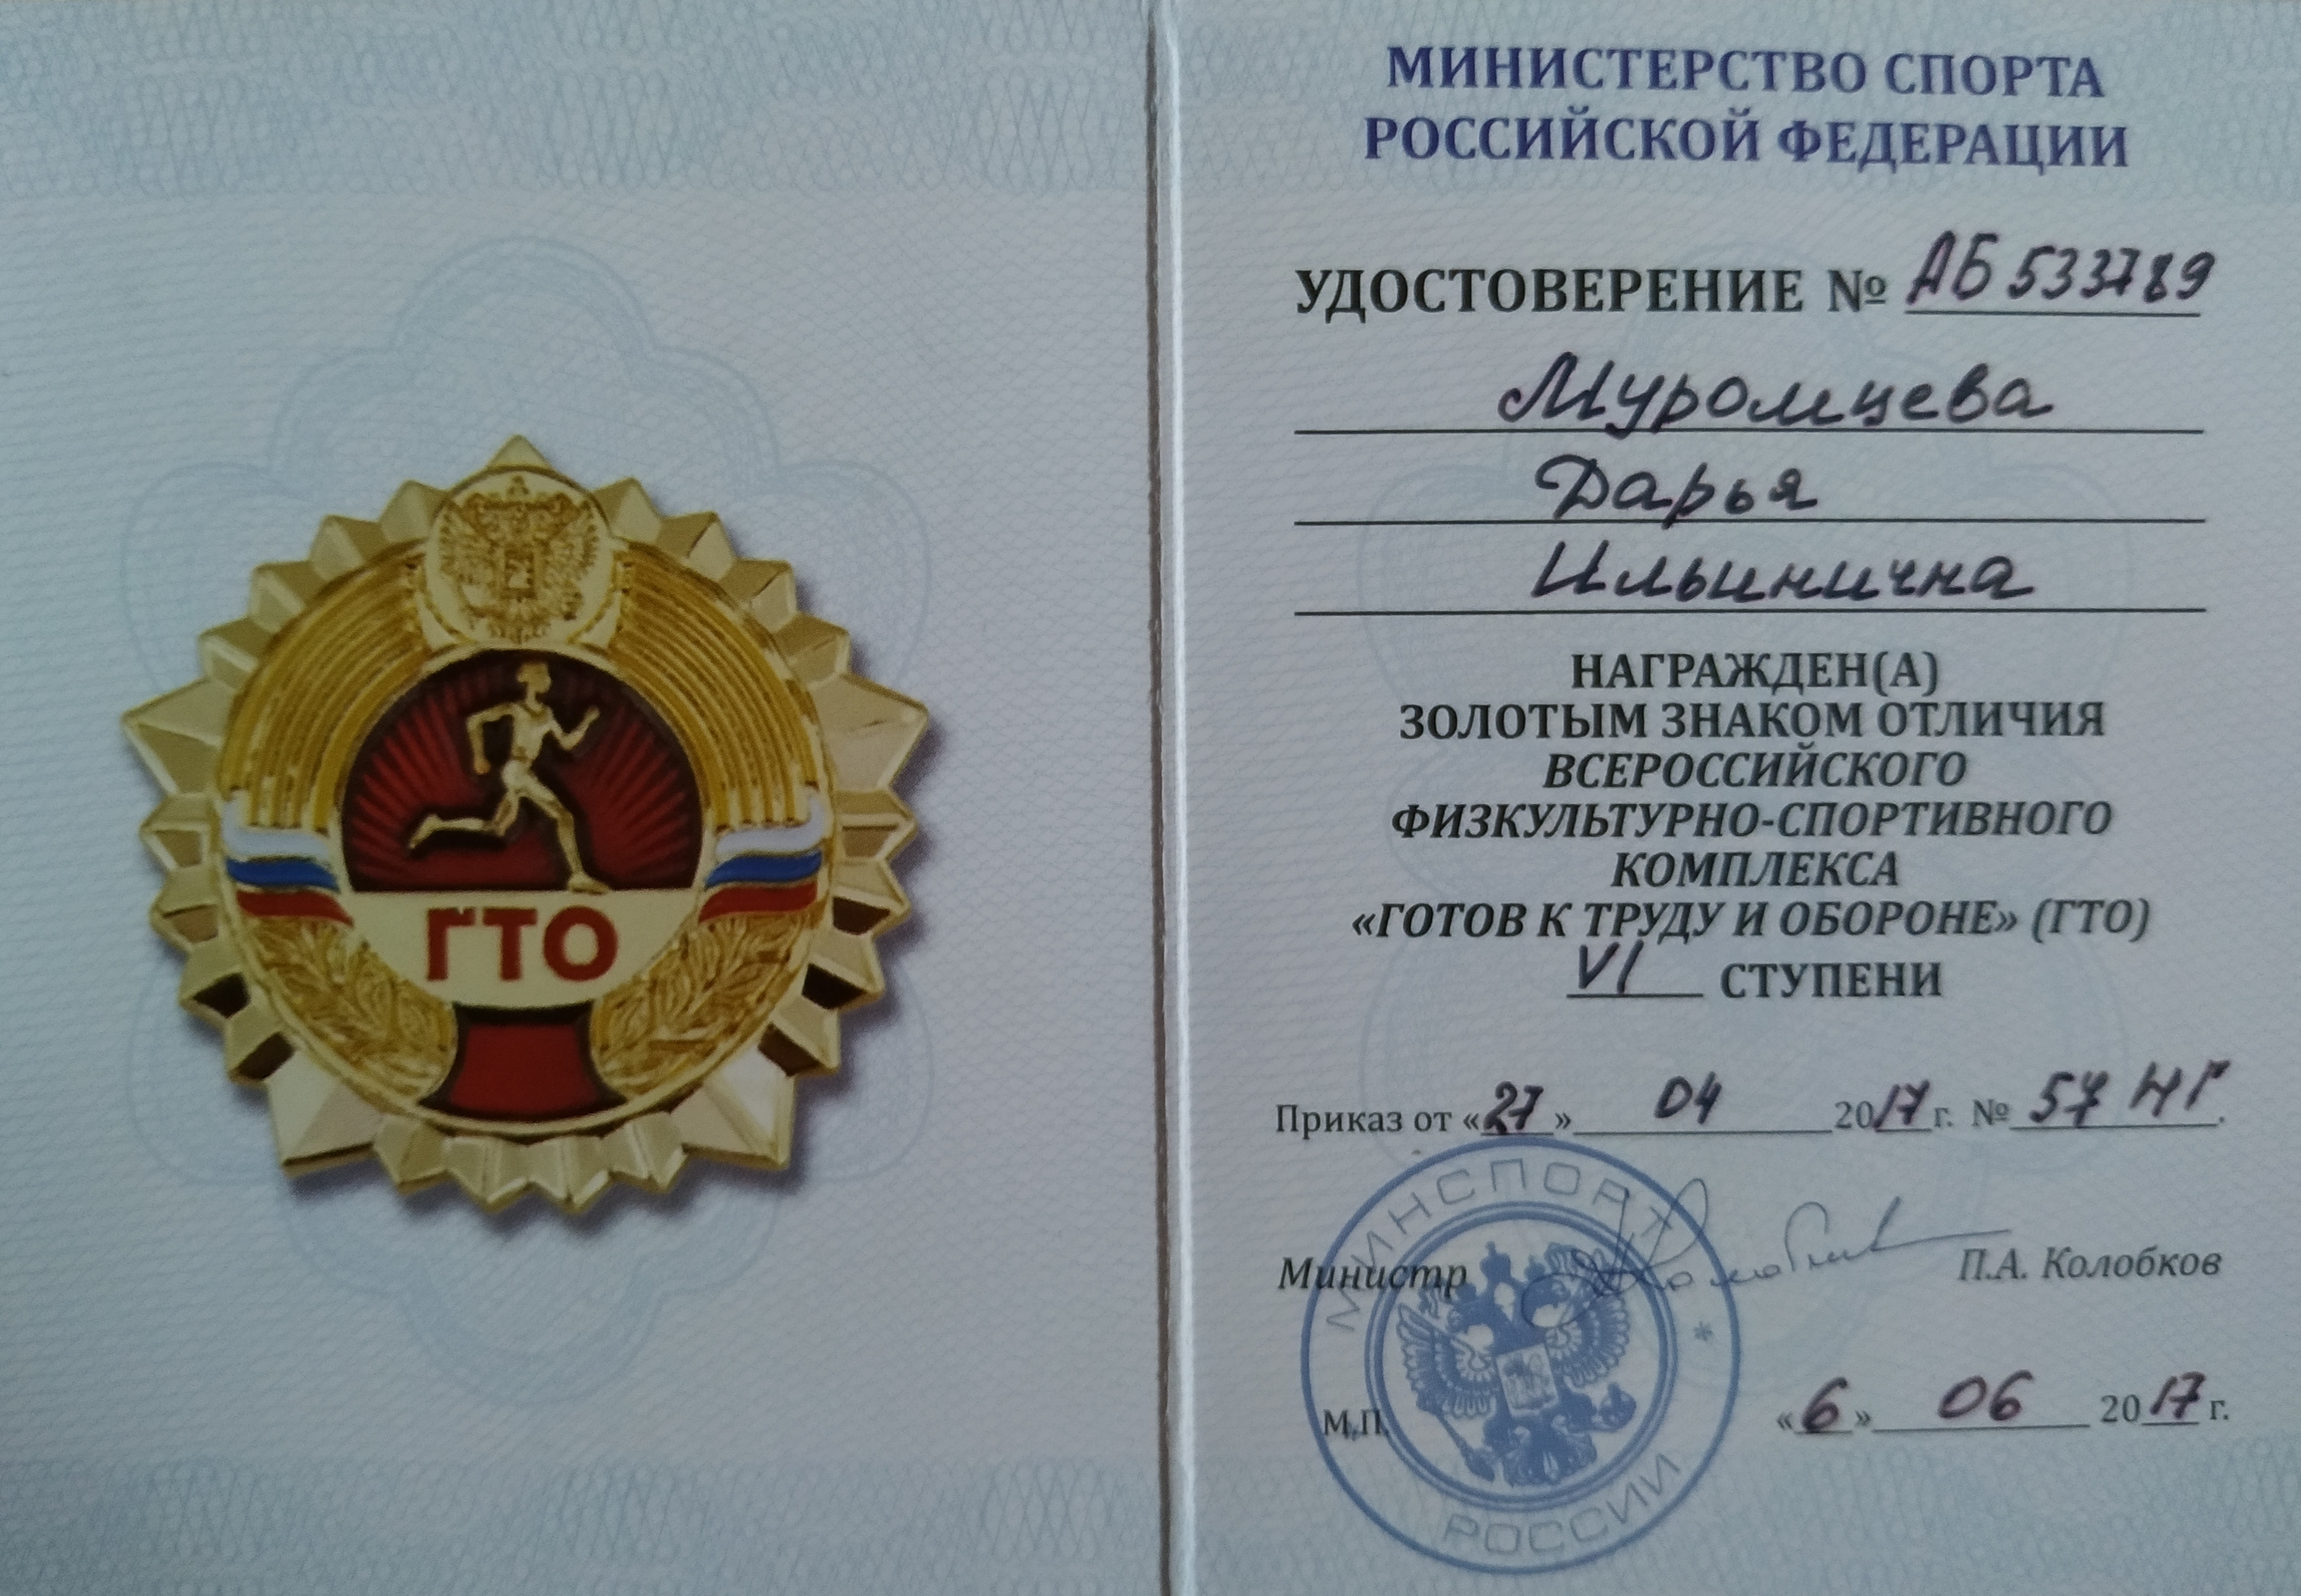 ГТО
МИНИСТЕРСТВО СПОРТА
РОССИЙСКОЙ ФЕДЕРАЦИИ
УДОСТОВЕРЕНИЕ № АБ 533789
Муромцева
Дарья
Ильинична
НАГРАЖДЕН(А)
ЗОЛОТЫМ ЗНАКОМ ОТЛИЧИЯ
ВСЕРОССИЙСКОГО
ФИЗКУЛЬТУРНО-СПОРТИВНОГО
КОМПЛЕКСА
«ГОТОВ К ТРУДУ И ОБОРОНЕ» (ГТО)
VI СТУПЕНИ
Приказ от «27» 04 2017 г. № 57 НГ.
МИНСПОРТ
Министр П.А. Колобков
М.П. «6» 06 2017 г.
РОССИИ